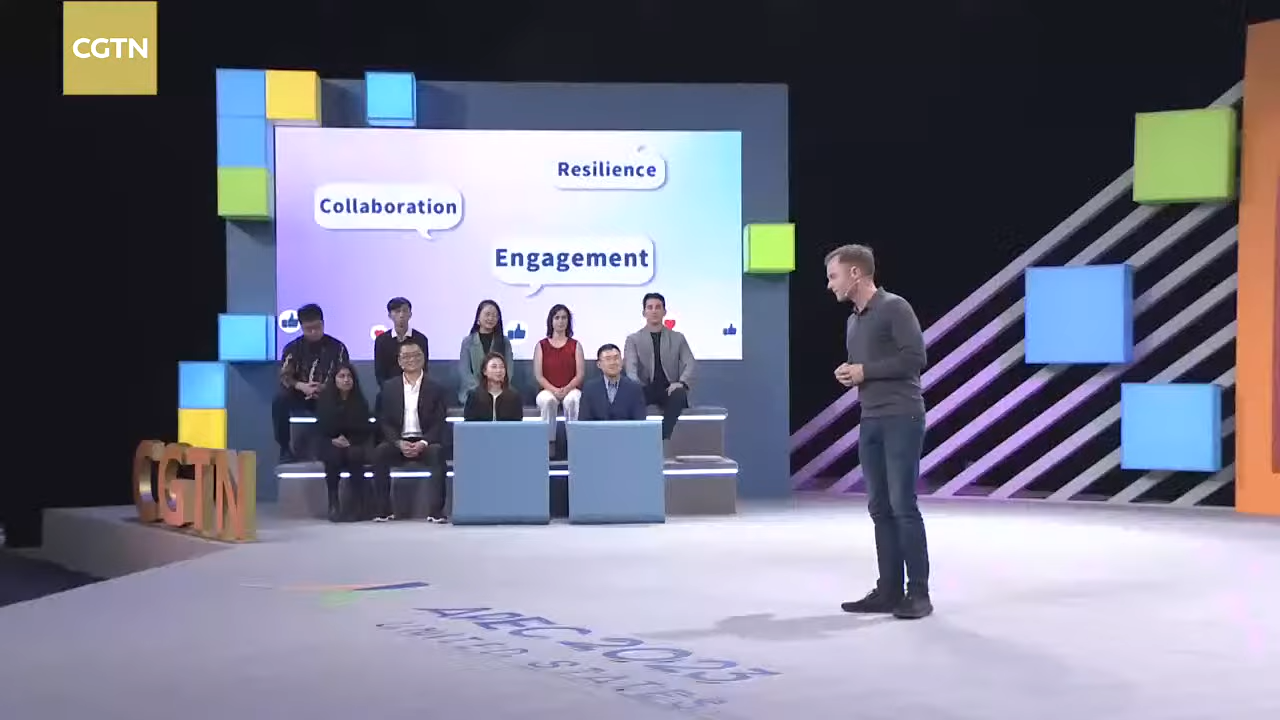 CGTN
Resilience
Collaboration
Engagement
CGTN
APEC 2023
UNITED STATES